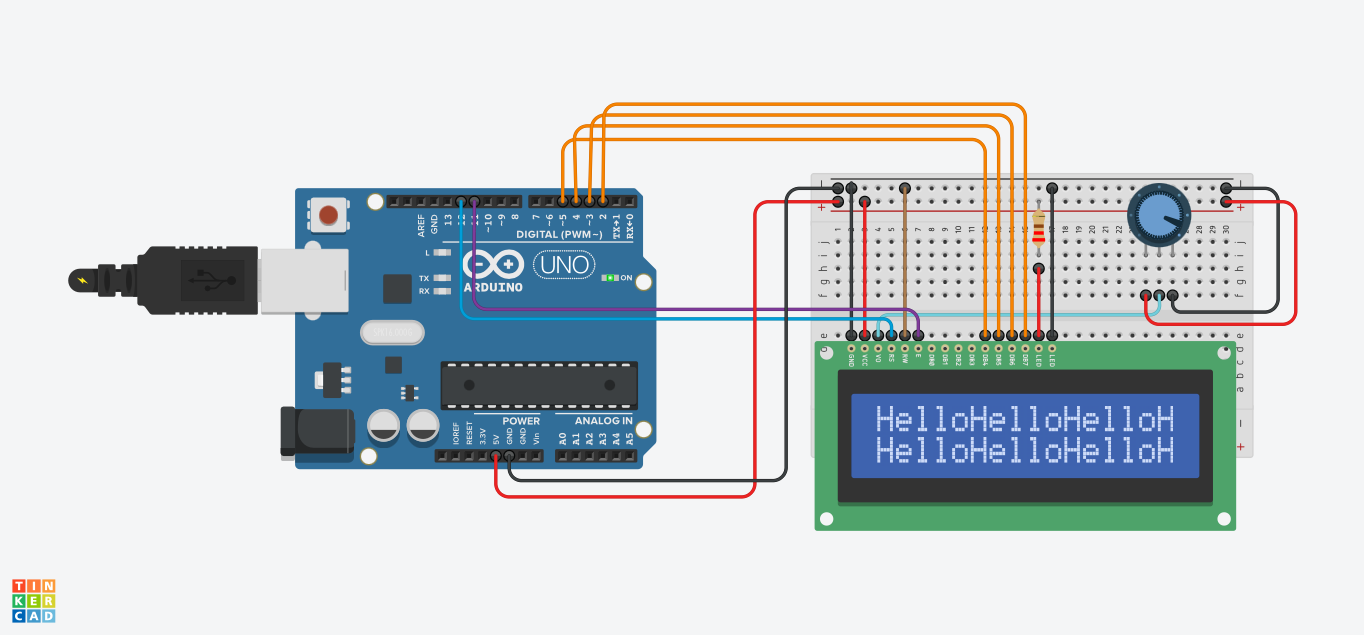 AREF
GND
13
~10
~9
8
7
~6
~5
4
~3
2
TX→1
RX←0
DIGITAL (PWM~)
L
TX
RX
ARDUINO
UNO
ON
POWER
ANALOG IN
IOREF
RESET
3.3V
5V
GND
GND
Vin
A0
A1
A2
A3
A4
A5
GND
VCC
VO
RS
RW
E
DB0
DB1
DB2
DB3
DB4
DB5
DB6
DB7
LED
LED
HelloHelloHelloH
HelloHelloHelloH
TIN
KER
CAD